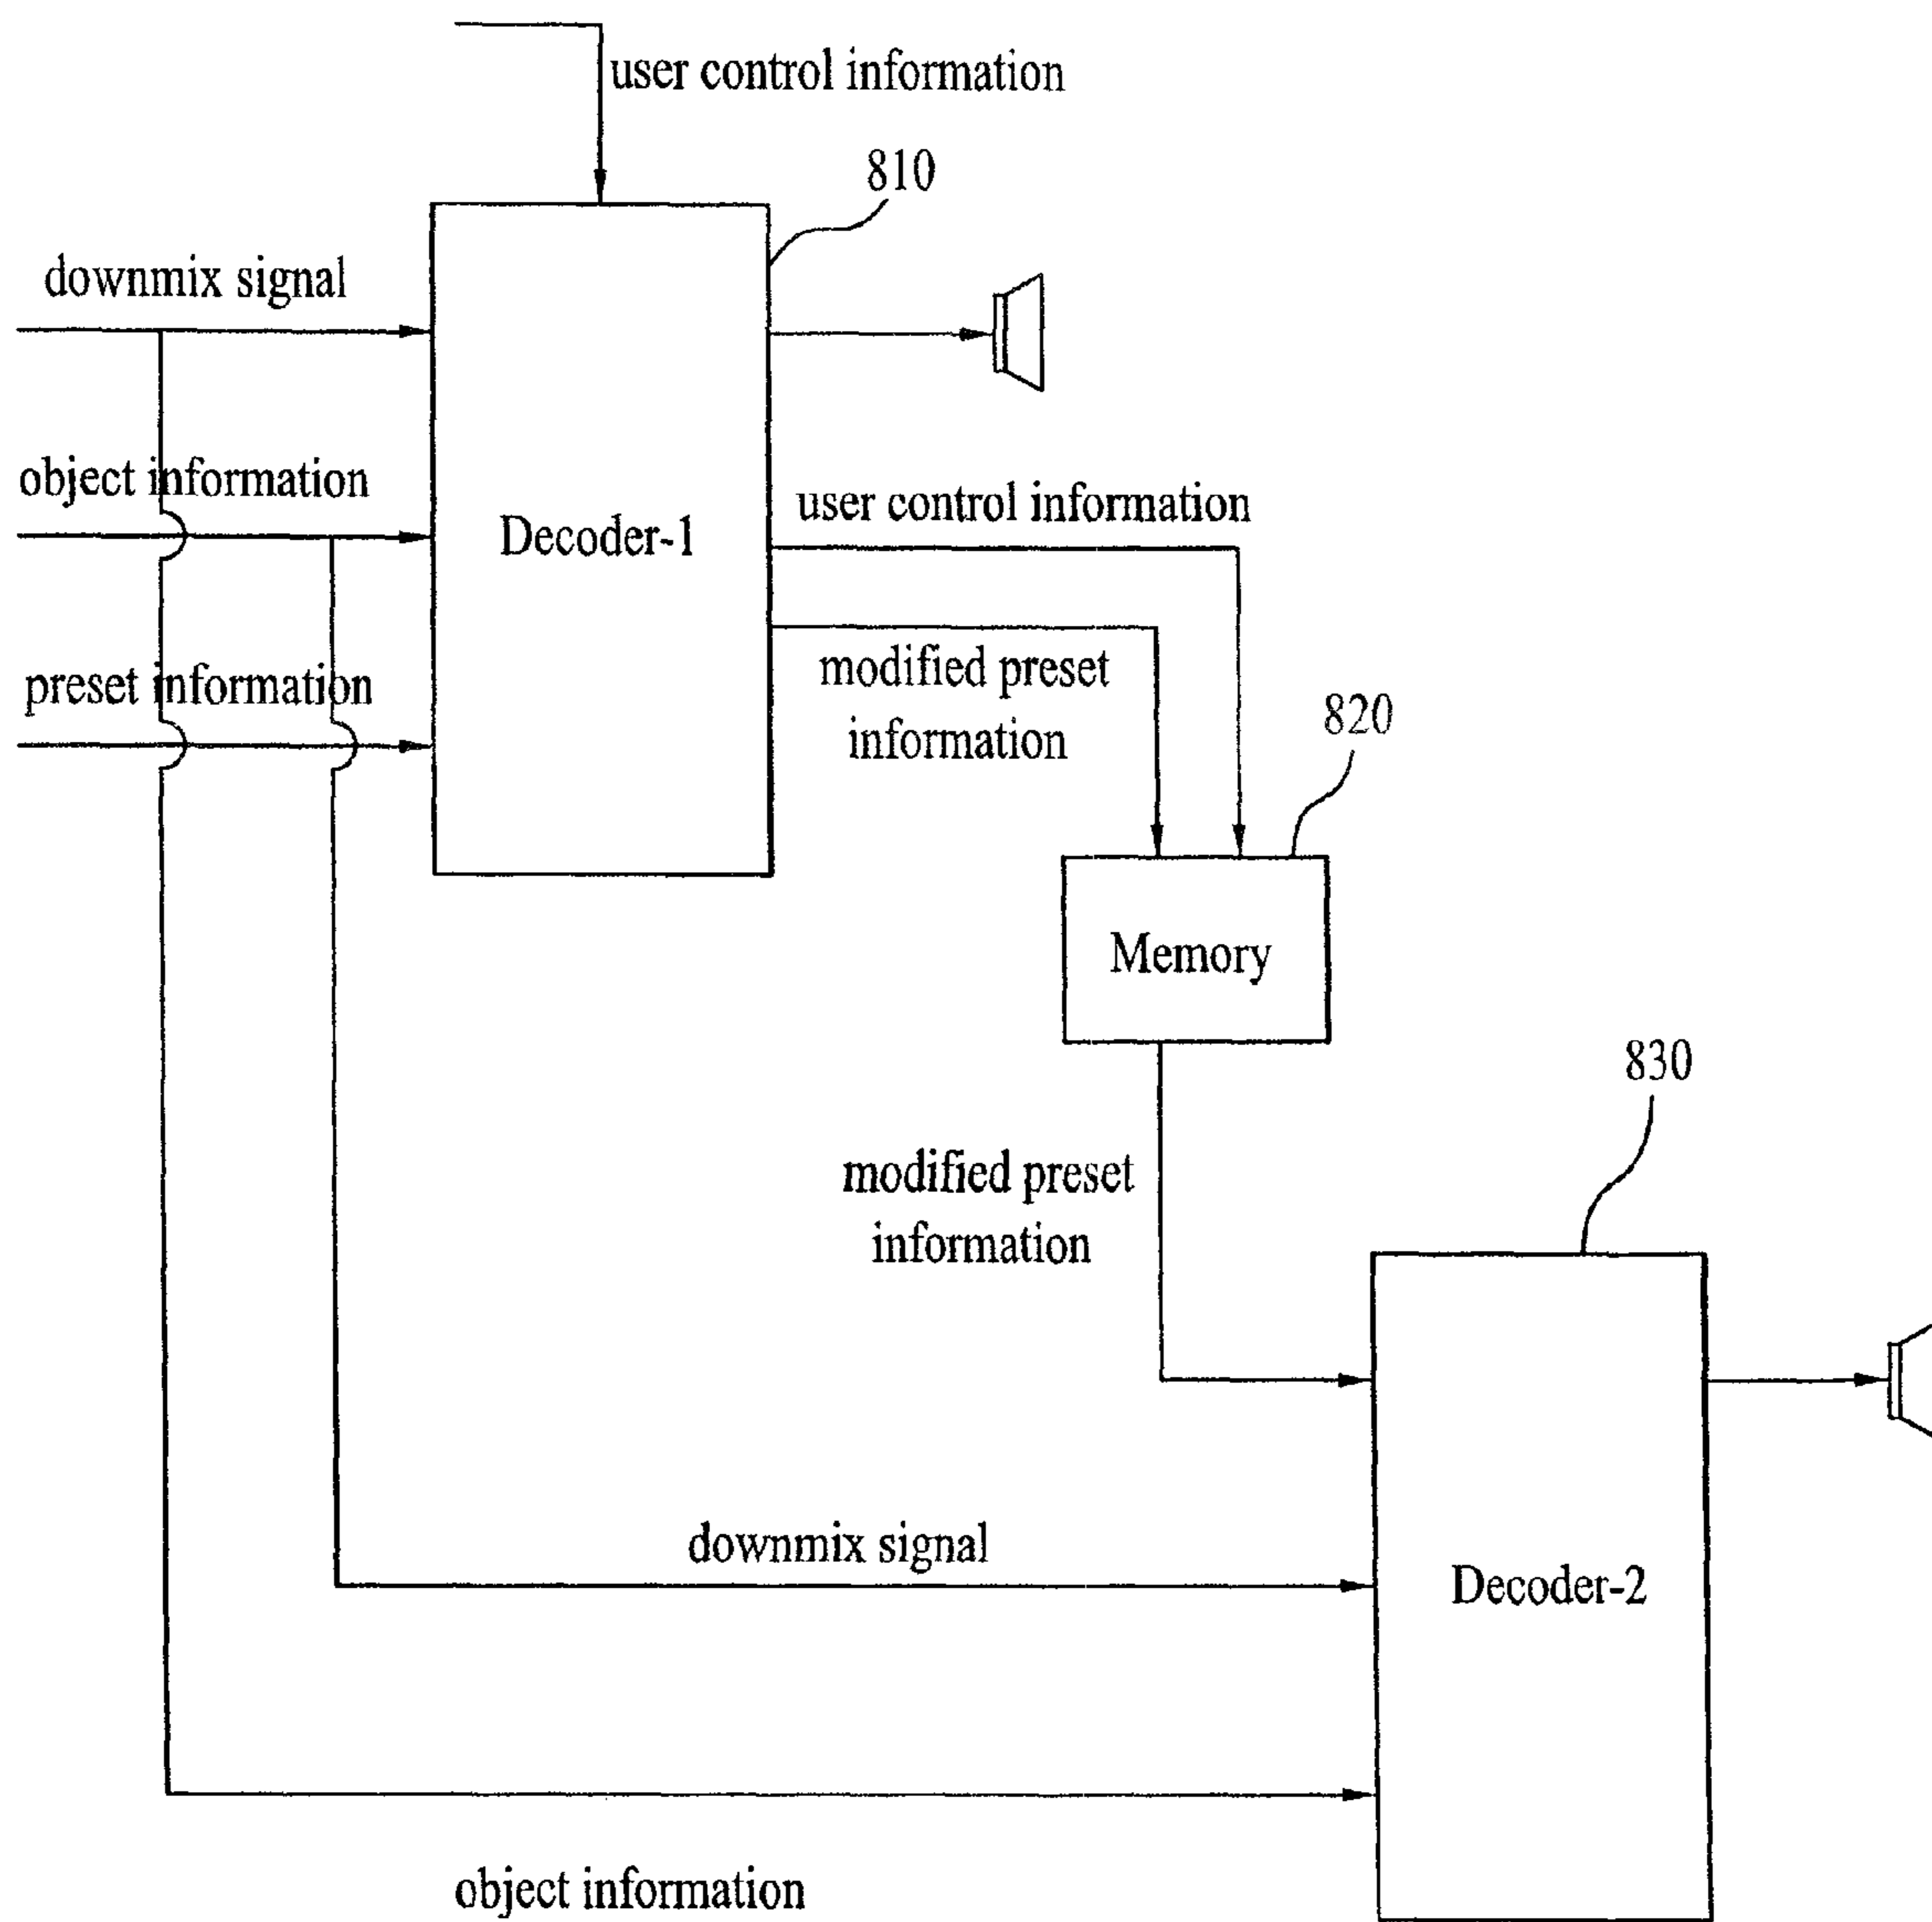 user control information
810
downmix signal
object information
user control information
Decoder-1
modified preset
information
preset information
820
Memory
830
modified preset
information
downmix signal
Decoder-2
object information